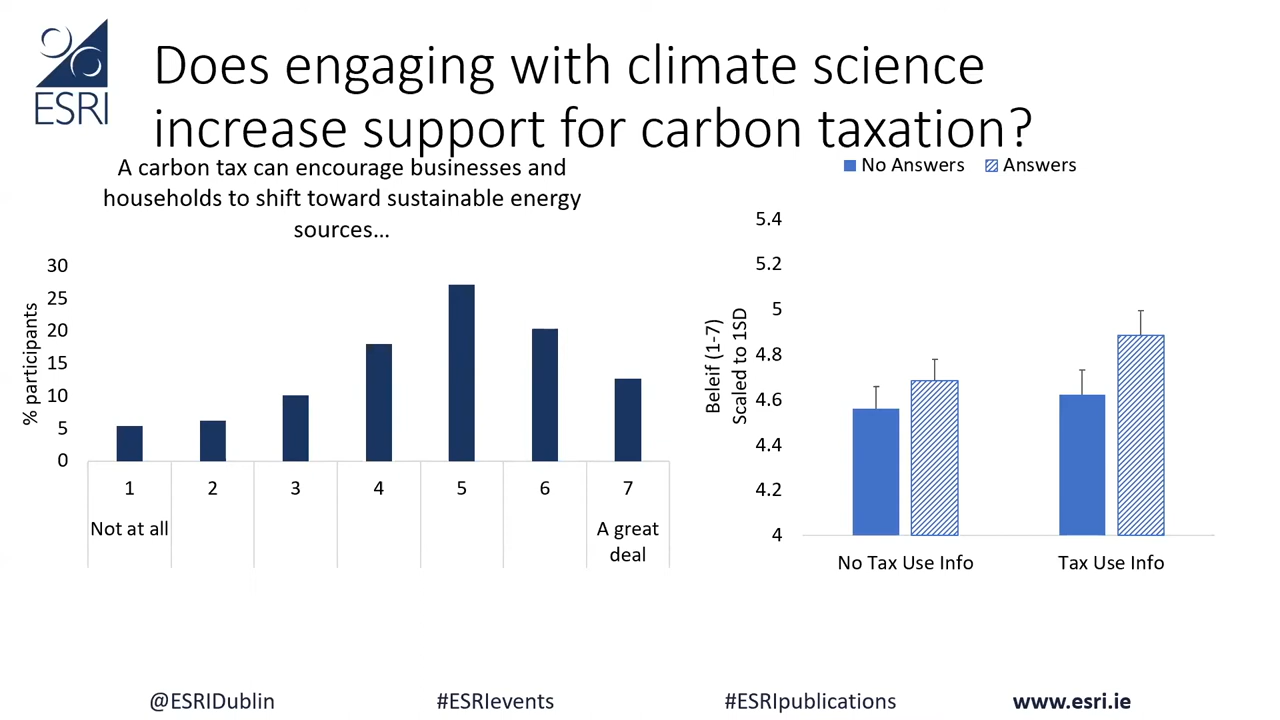 ESRI
Does engaging with climate science
increase support for carbon taxation?
A carbon tax can encourage businesses and
households to shift toward sustainable energy
sources...
% participants
30
25
20
15
10
5
0
1
2
3
4
5
6
7
Not at all
A great
deal
No Answers
Answers
Beleif (1-7)
Scaled to 1SD
5.4
5.2
5
4.8
4.6
4.4
4.2
4
No Tax Use Info
Tax Use Info
@ESRIDublin
#ESRIevents
#ESRIpublications
www.esri.ie